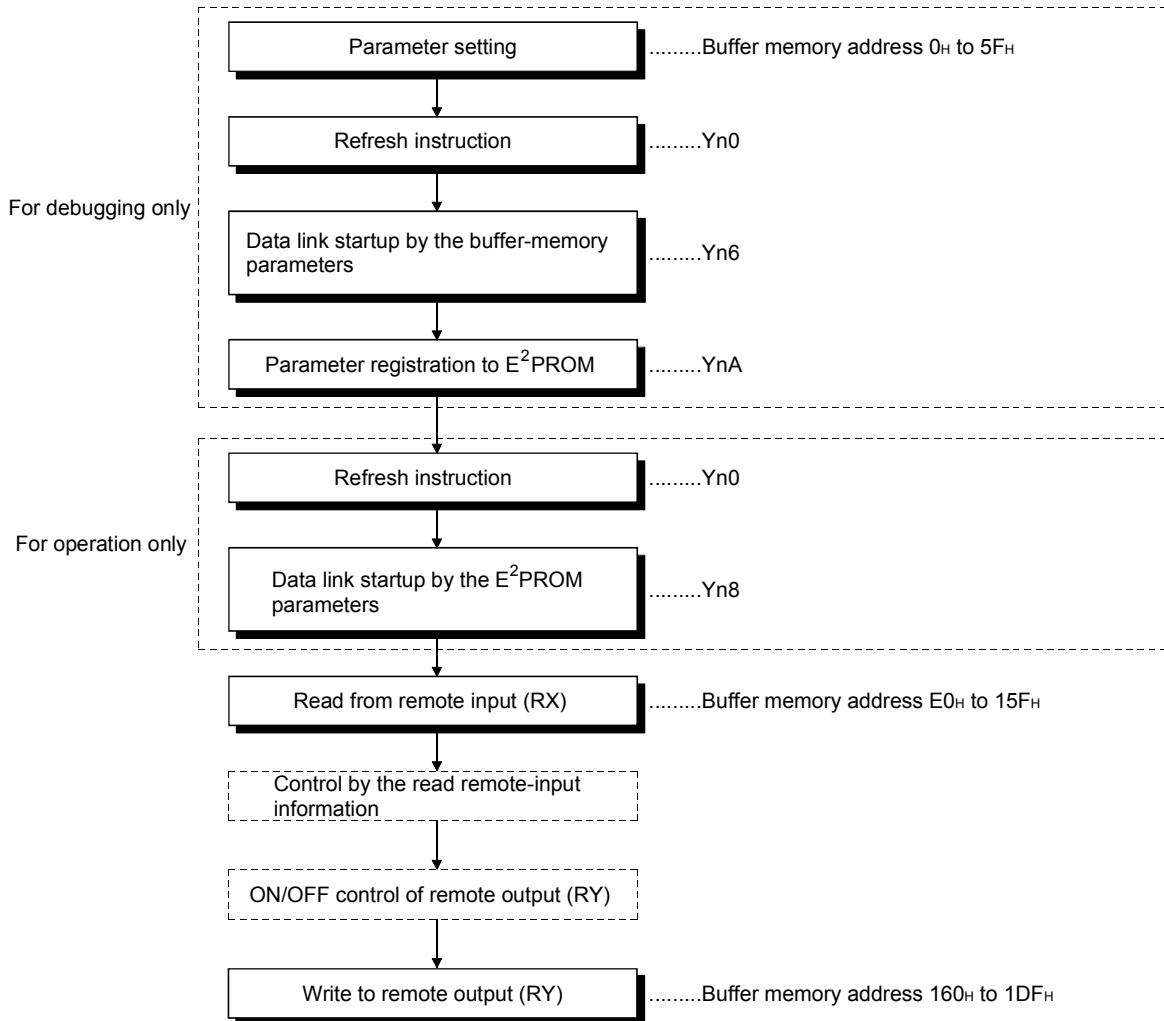 Parameter setting .........Buffer memory address 0H to 5FH
Refresh instruction .........Yn0
For debugging only
Data link startup by the buffer-memory
parameters
.........Yn6
Parameter registration to E²PROM .........YnA
Refresh instruction .........Yn0
For operation only
Data link startup by the E²PROM
parameters
.........Yn8
Read from remote input (RX) .........Buffer memory address E0H to 15FH
Control by the read remote-input
information
ON/OFF control of remote output (RY)
Write to remote output (RY) .........Buffer memory address 160H to 1DFH